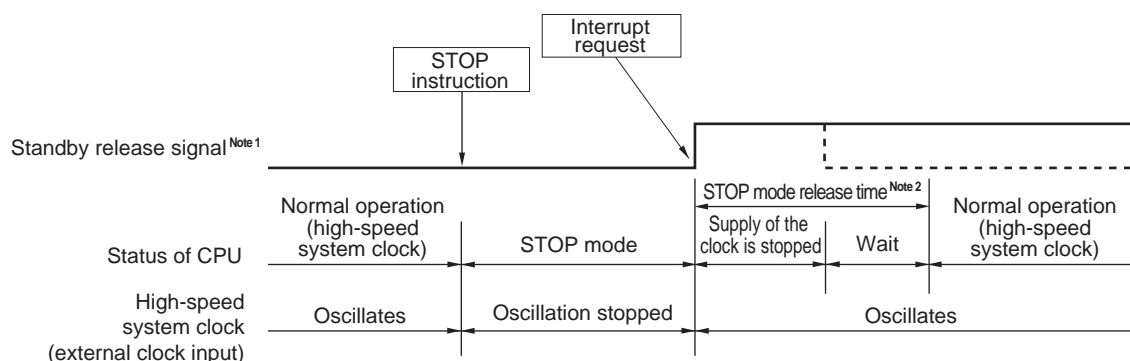 Interrupt
request
STOP
instruction
Standby release signal Note 1
STOP mode release time Note 2
Normal operation
(high-speed
system clock)
Supply of the
clock is stopped
Normal operation
(high-speed
system clock)
Status of CPU
STOP mode
Wait
High-speed
system clock
(external clock input)
Oscillates
Oscillation stopped
Oscillates